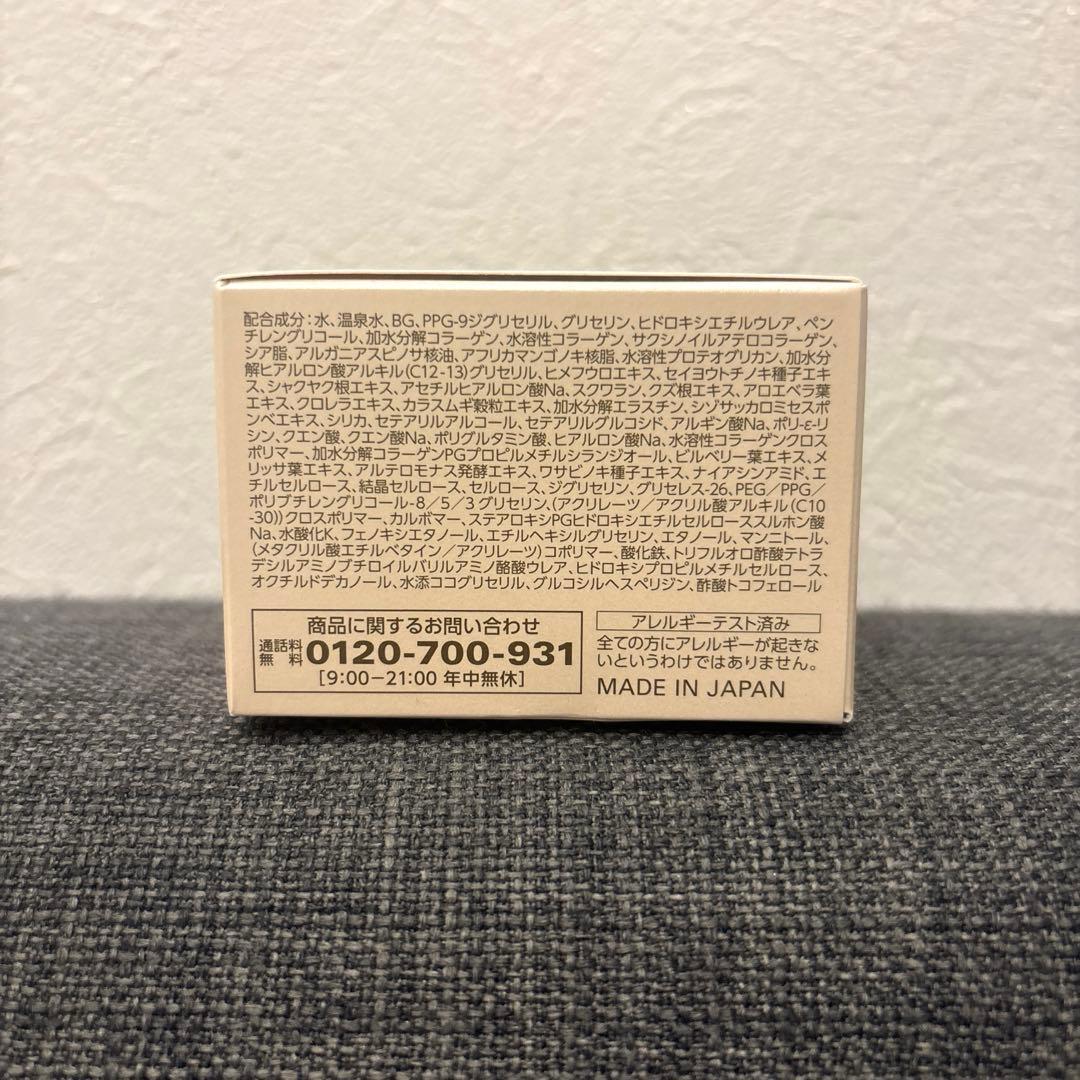 配合成分：水、温泉水、BG、PPG-9ジグリセリル、グリセリン、ヒドロキシエチルウレア、ペン
チレングリコール、加水分解コラーゲン、水溶性コラーゲン、サクシノイルアテロコラーゲン、
シア脂、アルガニアスピノサ核油、アフリカマンゴノキ核脂、水溶性プロテオグリカン、加水分
解ヒアルロン酸アルキル(C12-13)グリセリル、ヒメフウロエキス、セイヨウトチノキ種子エキ
ス、シャクヤク根エキス、アセチルヒアルロン酸Na、スクワラン、クズ根エキス、アロエベラ葉
エキス、クロレラエキス、カラスムギ穀粒エキス、加水分解エラスチン、シゾサッカロミセスポ
ンベエキス、シリカ、セテアリルアルコール、セテアリルグルコシド、アルギン酸Na、ポリ-ε-リ
シン、クエン酸、クエン酸Na、ポリグルタミン酸、ヒアルロン酸Na、水溶性コラーゲンクロス
ポリマー、加水分解コラーゲンPGプロピルメチルシランジオール、ビルベリー葉エキス、メ
リッサ葉エキス、アルテロモナス発酵エキス、ワサビノキ種子エキス、ナイアシンアミド、エ
チルセルロース、結晶セルロース、セルロース、ジグリセリン、グリセレス-26、PEG／PPG／
ポリブチレングリコール-8／5／3 グリセリン、(アクリレーツ／アクリル酸アルキル(C10
-30))クロスポリマー、カルボマー、ステアロキシPGヒドロキシエチルセルローススルホン酸
Na、水酸化K、フェノキシエタノール、エチルヘキシルグリセリン、エタノール、マンニトール、
(メタクリル酸エチルベタイン／アクリレーツ)コポリマー、酸化鉄、トリフルオロ酢酸テトラ
デシルアミノブチロイルバリルアミノ酪酸ウレア、ヒドロキシプロピルメチルセルロース、
オクチルドデカノール、水添ココグリセリル、グルコシルヘスペリジン、酢酸トコフェロール
商品に関するお問い合わせ
通話料
無料 0120-700-931
[9:00－21:00 年中無休]
アレルギーテスト済み
全ての方にアレルギーが起きな
いというわけではありません。
MADE IN JAPAN